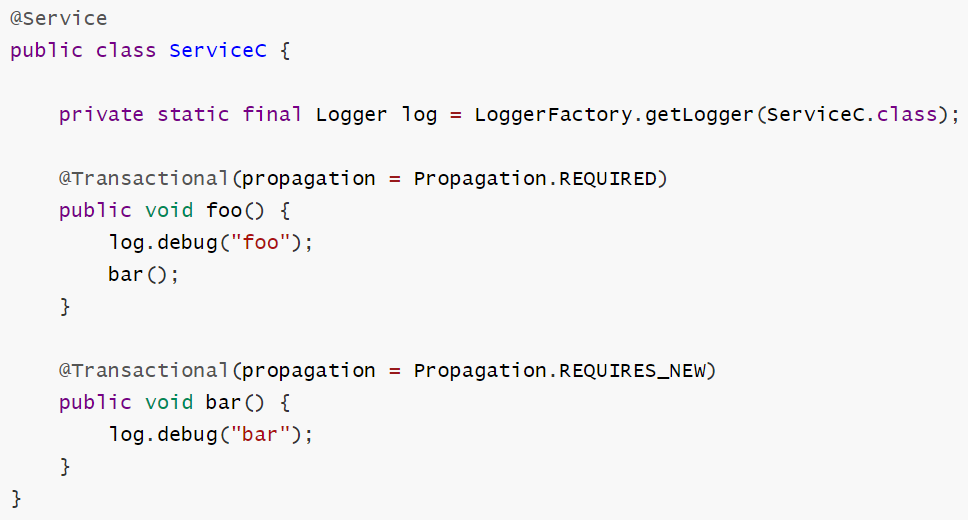 @Service
public class ServiceC {
private static final Logger log = LoggerFactory.getLogger(ServiceC.class);
@Transactional(propagation = Propagation.REQUIRED)
public void foo() {
log.debug("foo");
bar();
}
@Transactional(propagation = Propagation.REQUIRES_NEW)
public void bar() {
log.debug("bar");
}
}